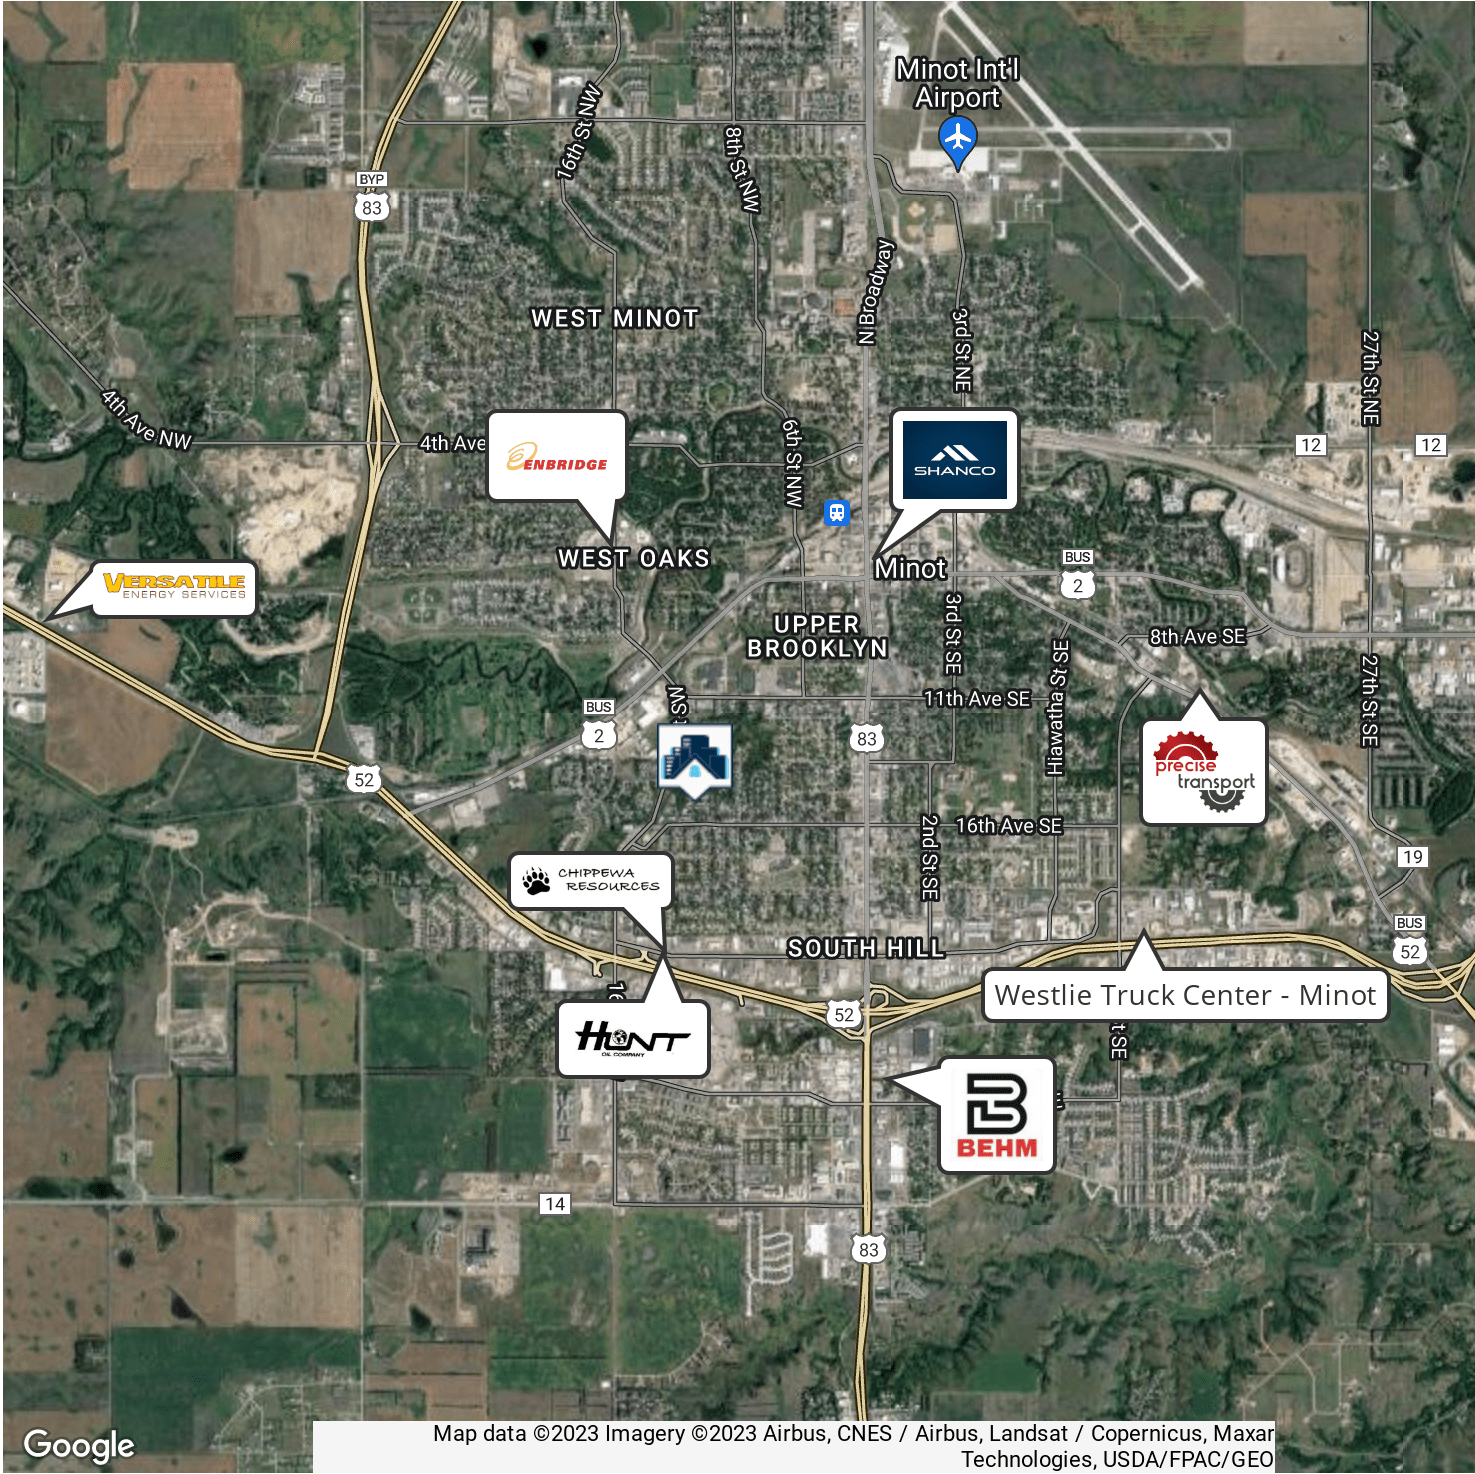 Minot Int'l
Airport
16th St NW
8th St NW
BYP
83
N Broadway
WEST MINOT
3rd St NE
27th St NE
4th Ave NW
4th Ave
ENBRIDGE
6th St NW
SHANCO
12
12
WEST OAKS
Minot
BUS
2
VERSATILE
ENERGY SERVICES
UPPER
BROOKLYN
3rd St SE
8th Ave SE
Hiawatha St SE
27th St SE
11th Ave SE
BUS
2
83
52
precise
transport
2nd St SE
16th Ave SE
19
CHIPPEWA
RESOURCES
SOUTH HILL
BUS
52
Westlie Truck Center - Minot
52
HUNT
OIL COMPANY
t SE
BEHM
14
83
Google
Map data ©2023 Imagery ©2023 Airbus, CNES / Airbus, Landsat / Copernicus, Maxar
Technologies, USDA/FPAC/GEO